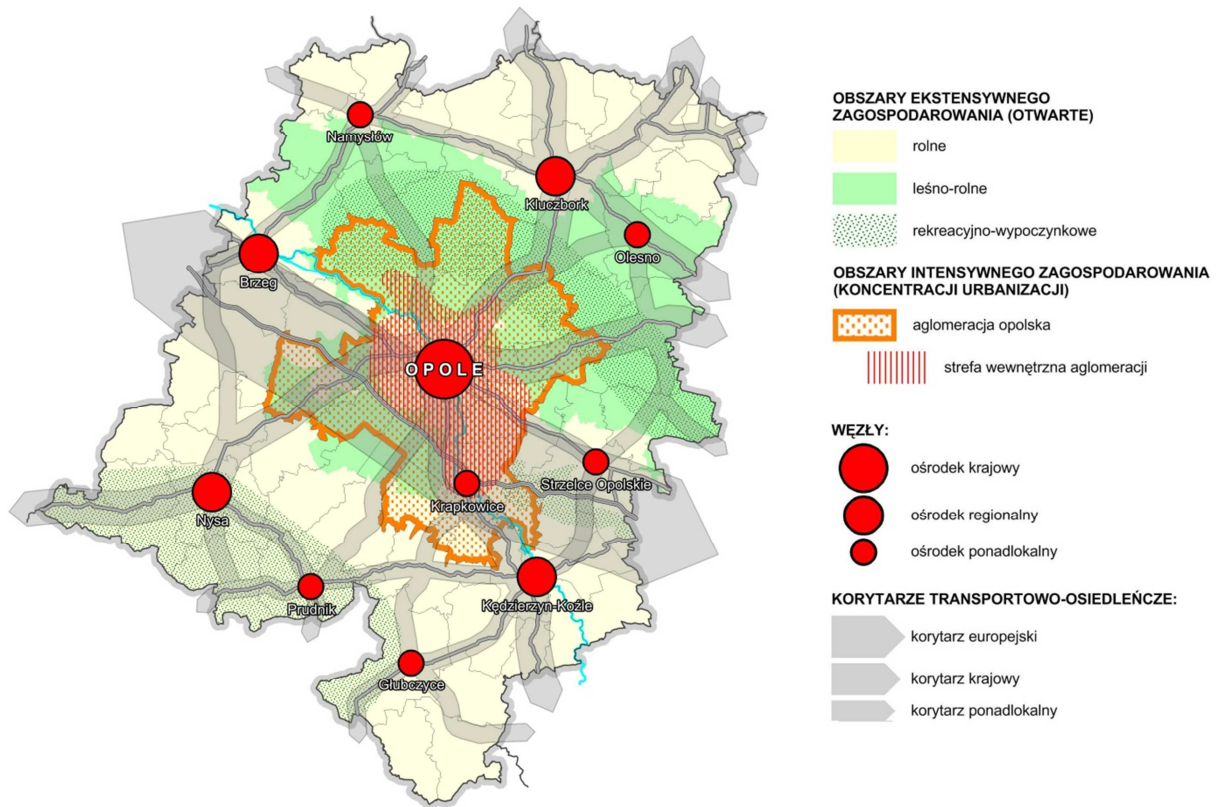 Namysłów
Kluczbork
Olesno
Brzeg
OPOLE
Strzelce Opolskie
Krapkowice
Nysa
Kędzierzyn-Koźle
Prudnik
Głubczyce
OBSZARY EKSTENSYWNEGO
ZAGOSPODAROWANIA (OTWARTE)
rolne
leśno-rolne
rekreacyjno-wypoczynkowe
OBSZARY INTENSYWNEGO ZAGOSPODAROWANIA
(KONCENTRACJI URBANIZACJI)
aglomeracja opolska
strefa wewnętrzna aglomeracji
WĘZŁY:
ośrodek krajowy
ośrodek regionalny
ośrodek ponadlokalny
KORYTARZE TRANSPORTOWO-OSIEDLEŃCZE:
korytarz europejski
korytarz krajowy
korytarz ponadlokalny